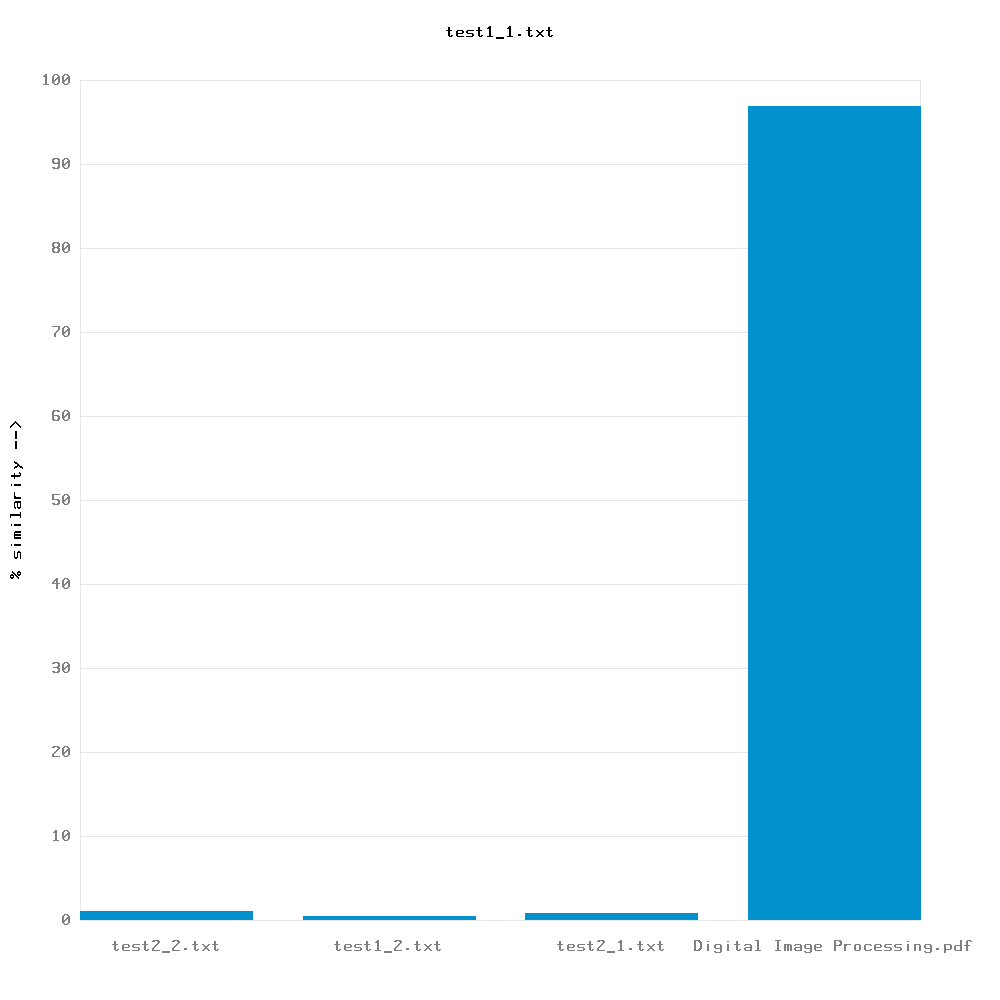 test1_1.txt
100
90
80
70
60
50
40
30
20
10
0
% similarity -->
test2_2.txt
test1_2.txt
test2_1.txt
Digital Image Processing.pdf